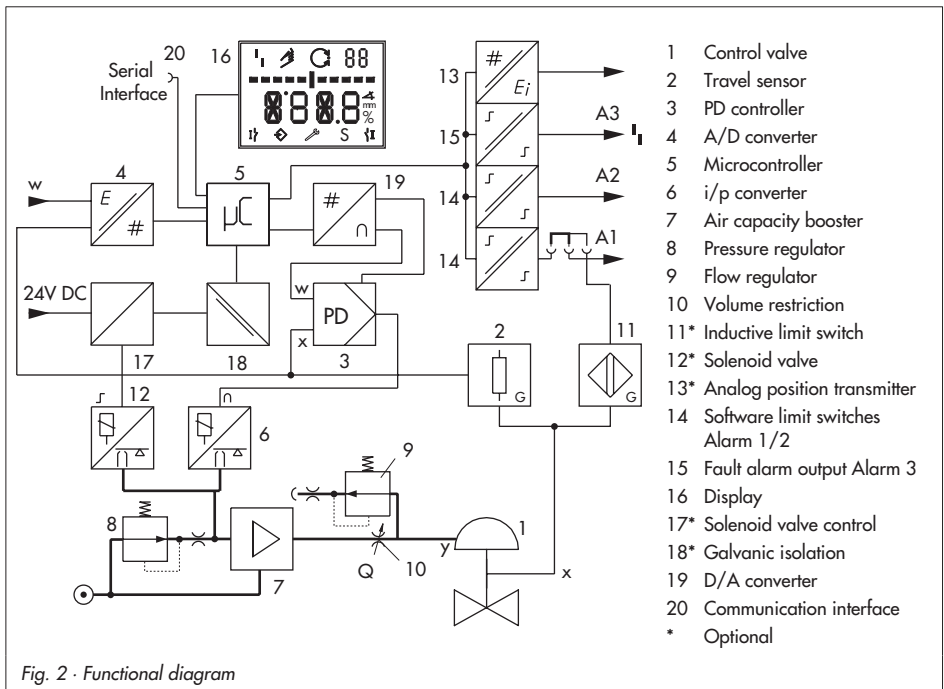 20
16
88
Serial
Interface
8.8.8.8
mm
%
S
13
#
Ei
15
A3
14
A2
14
A1
w
4
E
#
5
µC
19
#
∩
24V DC
w
PD
x
17
18
3
2
G
11
G
12
6
9
8
7
Q
10
y
1
x
1 Control valve
2 Travel sensor
3 PD controller
4 A/D converter
5 Microcontroller
6 i/p converter
7 Air capacity booster
8 Pressure regulator
9 Flow regulator
10 Volume restriction
11* Inductive limit switch
12* Solenoid valve
13* Analog position transmitter
14 Software limit switches
Alarm 1/2
15 Fault alarm output Alarm 3
16 Display
17* Solenoid valve control
18* Galvanic isolation
19 D/A converter
20 Communication interface
* Optional
Fig. 2 · Functional diagram